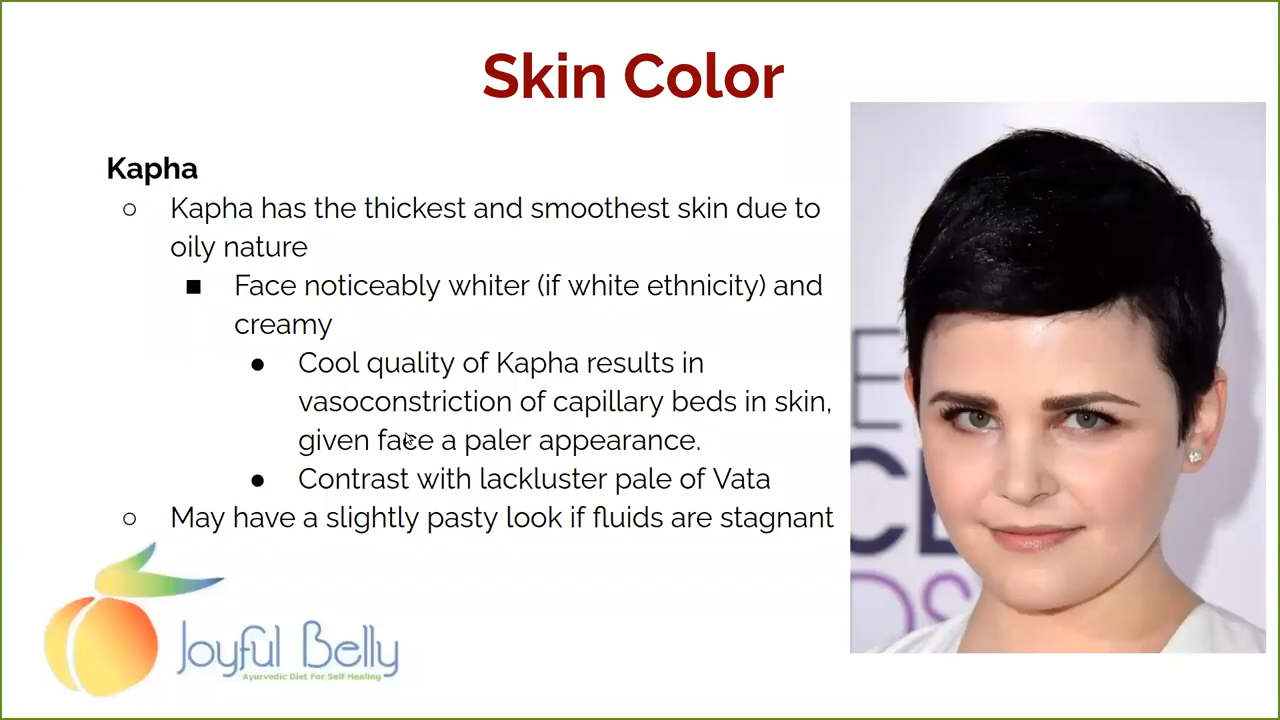 Skin Color
Kapha
○ Kapha has the thickest and smoothest skin due to
oily nature
■ Face noticeably whiter (if white ethnicity) and
creamy
● Cool quality of Kapha results in
vasoconstriction of capillary beds in skin,
given face a paler appearance.
● Contrast with lackluster pale of Vata
○ May have a slightly pasty look if fluids are stagnant
Joyful Belly
Ayurvedic Diet For Self Healing